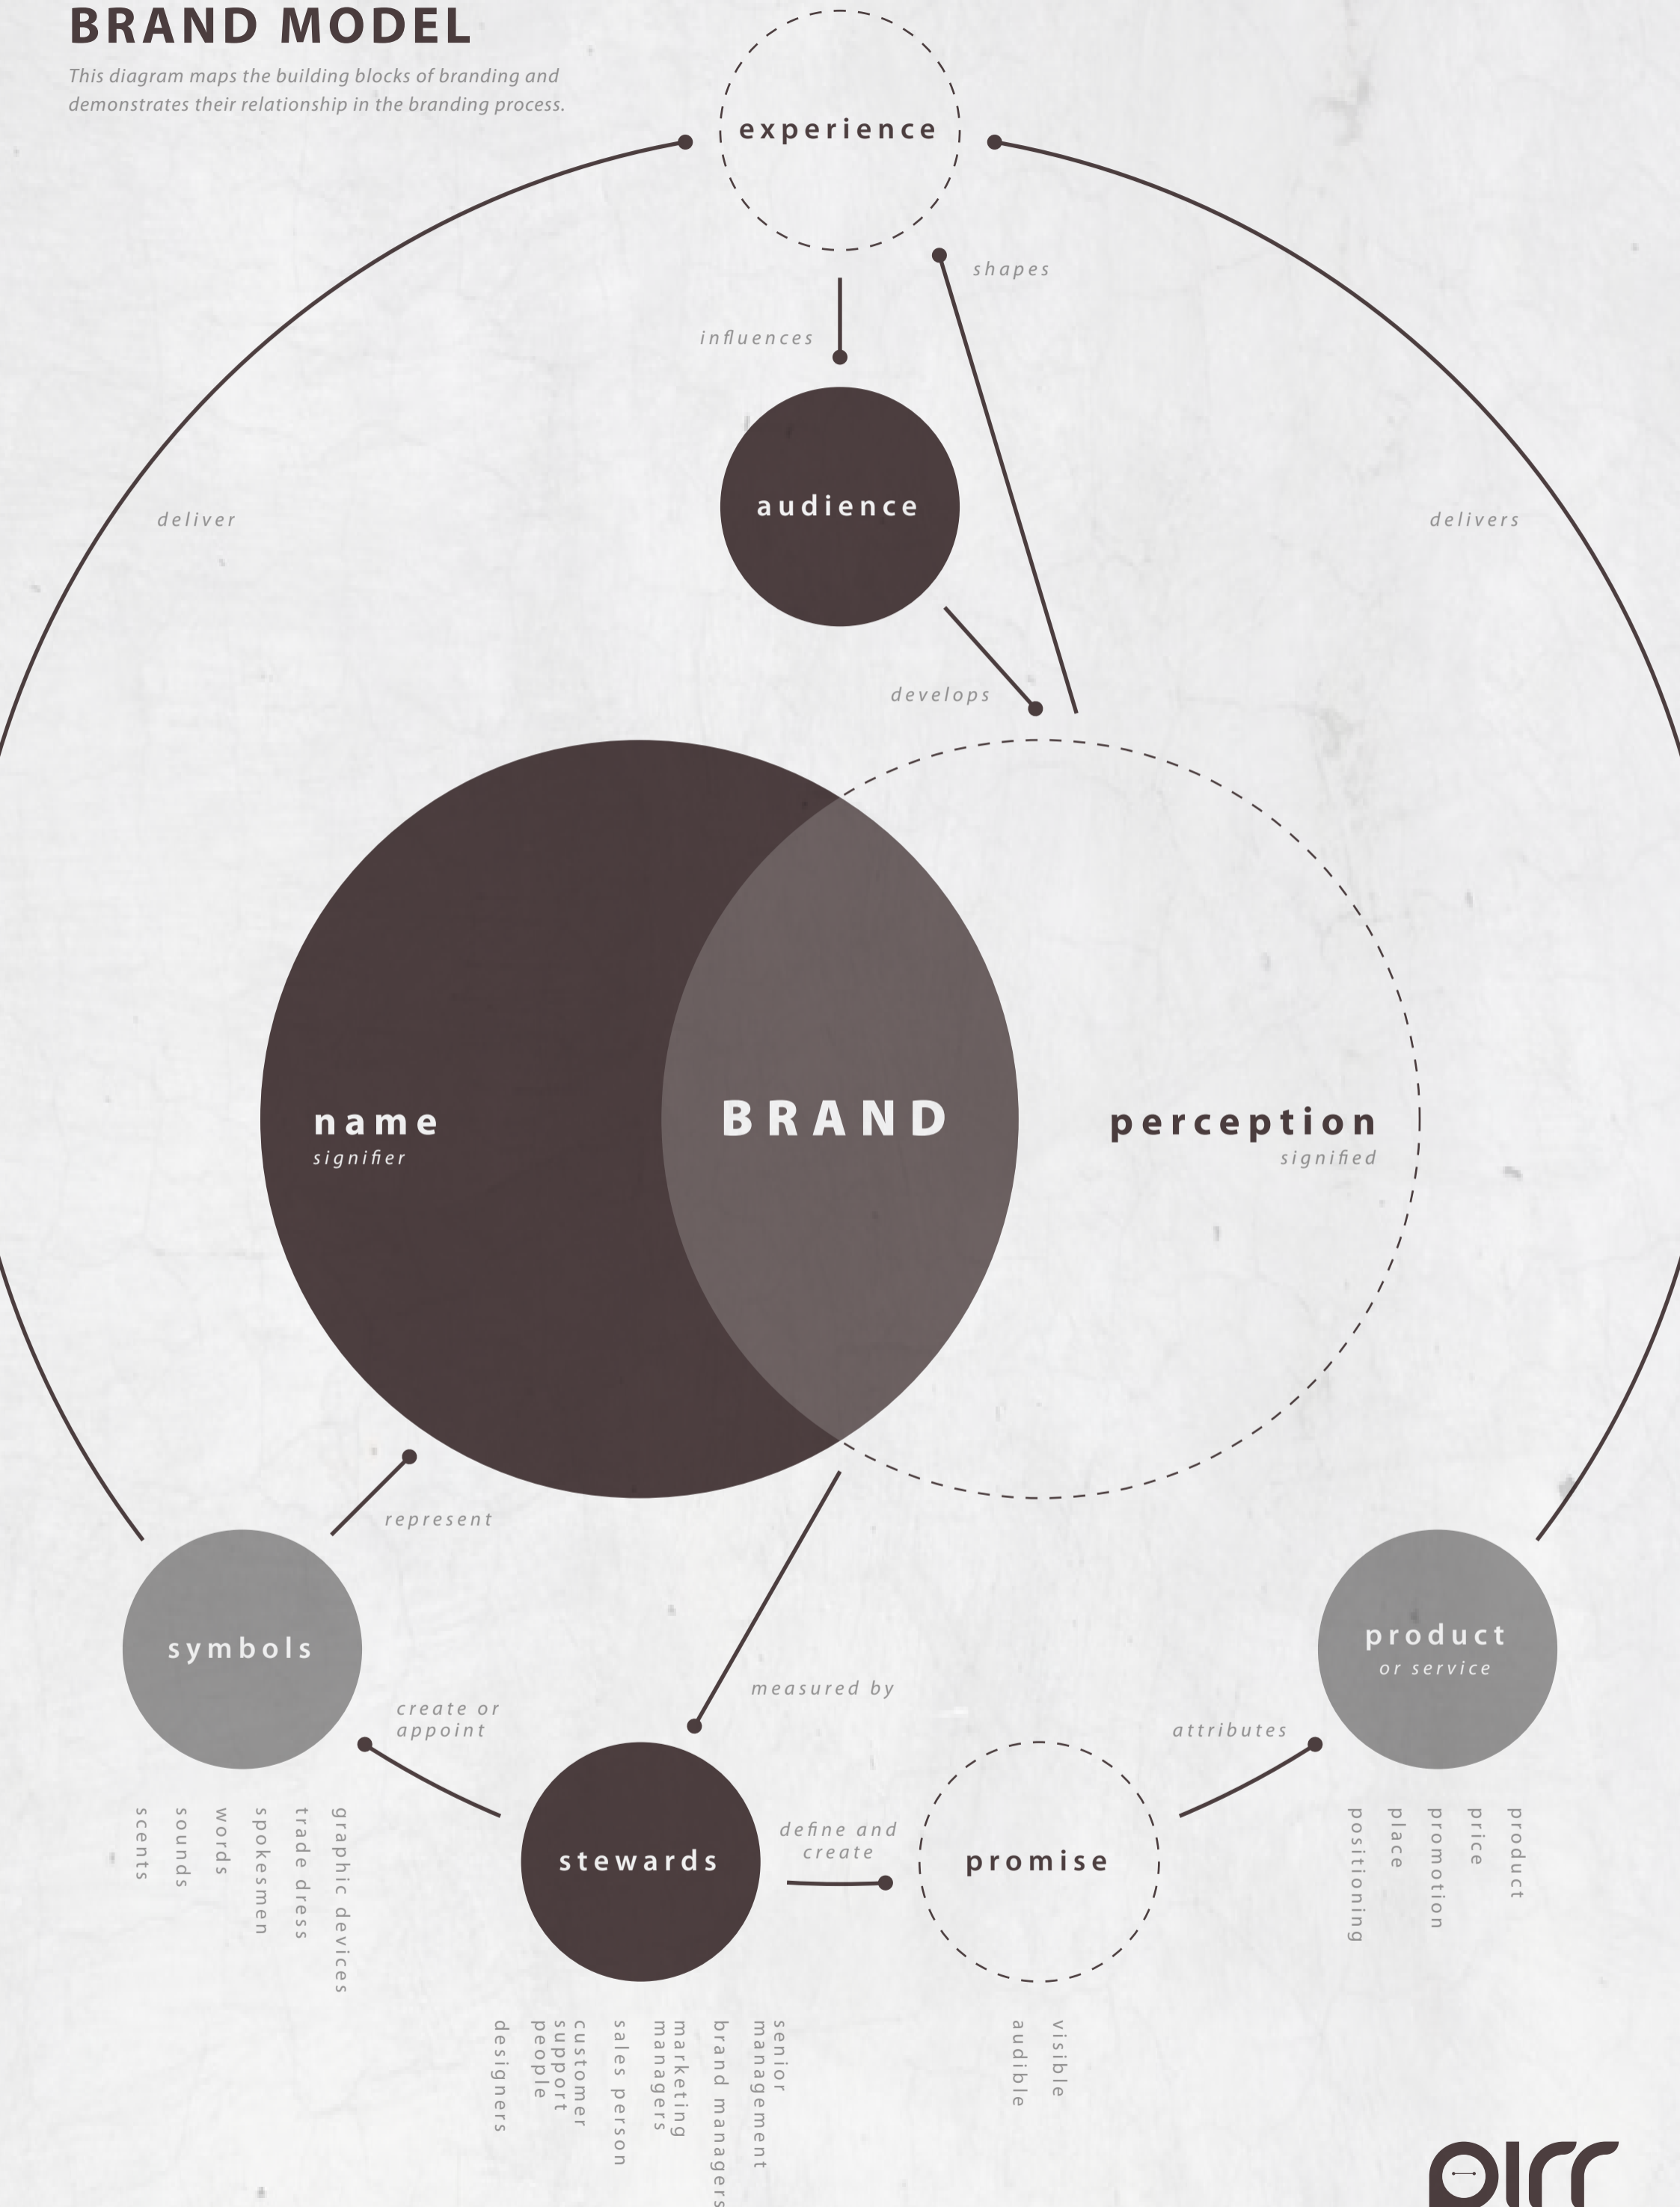 BRAND MODEL
This diagram maps the building blocks of branding and
demonstrates their relationship in the branding process.
experience
shapes
influences
deliver
audience
delivers
develops
name
signifier
BRAND
perception
signified
represent
symbols
product
or service
measured by
create or
appoint
attributes
stewards
define and
create
promise
scents
sounds
words
spokesmen
trade dress
graphic devices
positioning
place
promotion
price
product
designers
customer
support
people
sales person
marketing
managers
brand managers
senior
management
audible
visible